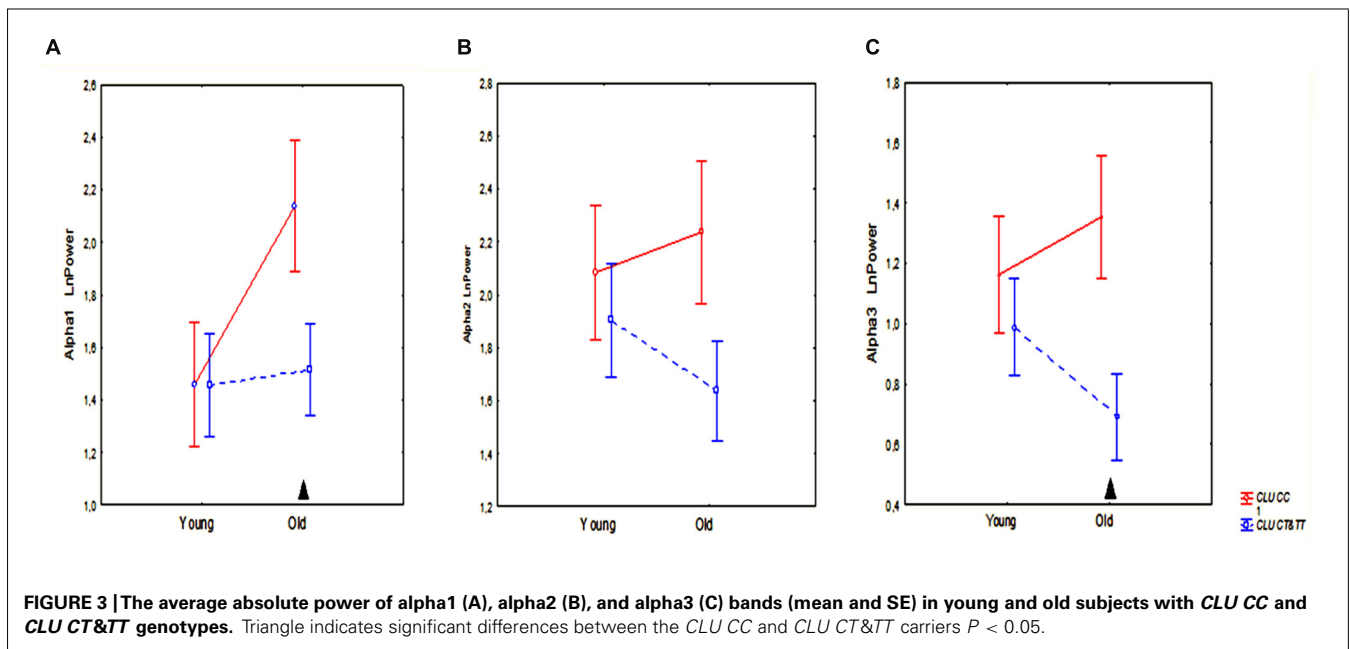 A
B
C
2,6
2,4
2,2
2,0
1,8
1,6
1,4
1,2
1,0
Alpha1 LnPower
Young Old
2,8
2,6
2,4
2,2
2,0
1,8
1,6
1,4
1,2
Alpha2 LnPower
Young Old
1,8
1,6
1,4
1,2
1,0
0,8
0,6
0,4
Alpha3 LnPower
Young Old
CLU CC
1
CLU CT&TT
FIGURE 3 | The average absolute power of alpha1 (A), alpha2 (B), and alpha3 (C) bands (mean and SE) in young and old subjects with CLU CC and
CLU CT&TT genotypes. Triangle indicates significant differences between the CLU CC and CLU CT&TT carriers P < 0.05.